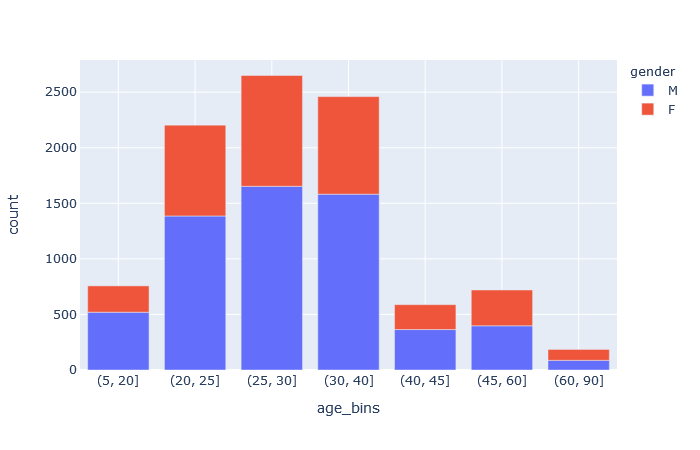 gender
M
F
count
2500
2000
1500
1000
500
0
(5, 20] (20, 25] (25, 30] (30, 40] (40, 45] (45, 60] (60, 90]
age_bins